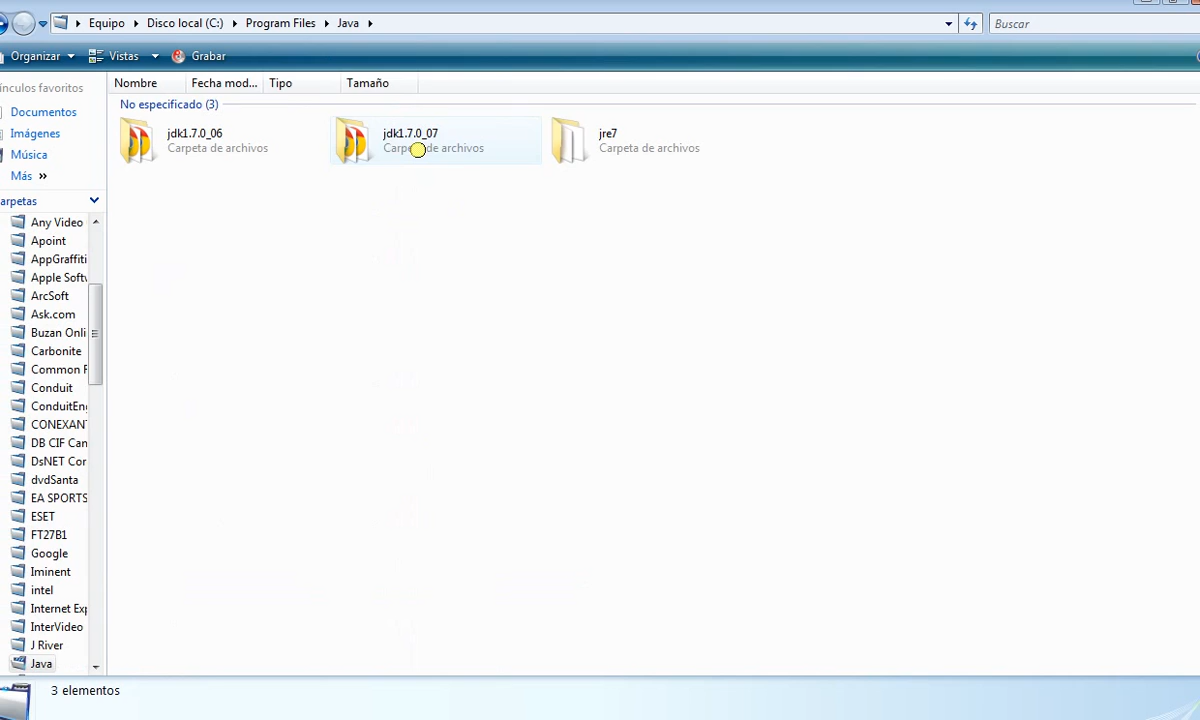 Equipo
Disco local (C:)
Program Files
Java
Buscar
Organizar
Vistas
Grabar
ínculos favoritos
Documentos
Imágenes
Música
Más »
arpetas
Any Video
Apoint
AppGraffiti
Apple Softw
ArcSoft
Ask.com
Buzan Onli
Carbonite
Common F
Conduit
ConduitEng
CONEXANT
DB CIF Can
DsNET Cor
dvdSanta
EA SPORTS
ESET
FT27B1
Google
Iminent
intel
Internet Exp
InterVideo
J River
Java
Nombre
Fecha mod...
Tipo
Tamaño
No especificado (3)
jdk1.7.0_06
Carpeta de archivos
jdk1.7.0_07
Carpeta de archivos
jre7
Carpeta de archivos
3 elementos